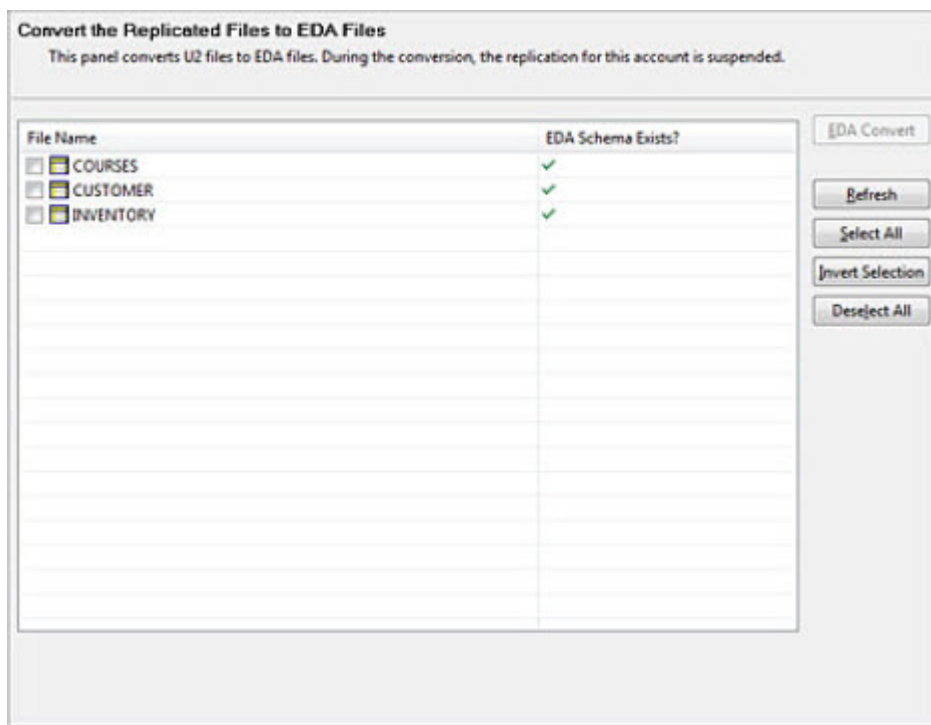 Convert the Replicated Files to EDA Files
This panel converts U2 files to EDA files. During the conversion, the replication for this account is suspended.
File Name EDA Schema Exists?
COURSES
CUSTOMER
INVENTORY
EDA Convert
Refresh
Select All
Invert Selection
Deselect All